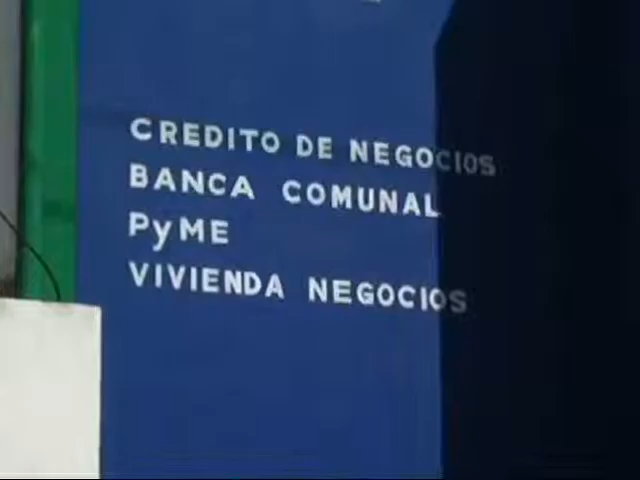 CREDITO DE NEGOCIOS
BANCA COMUNAL
PyME
VIVIENDA NEGOCIOS